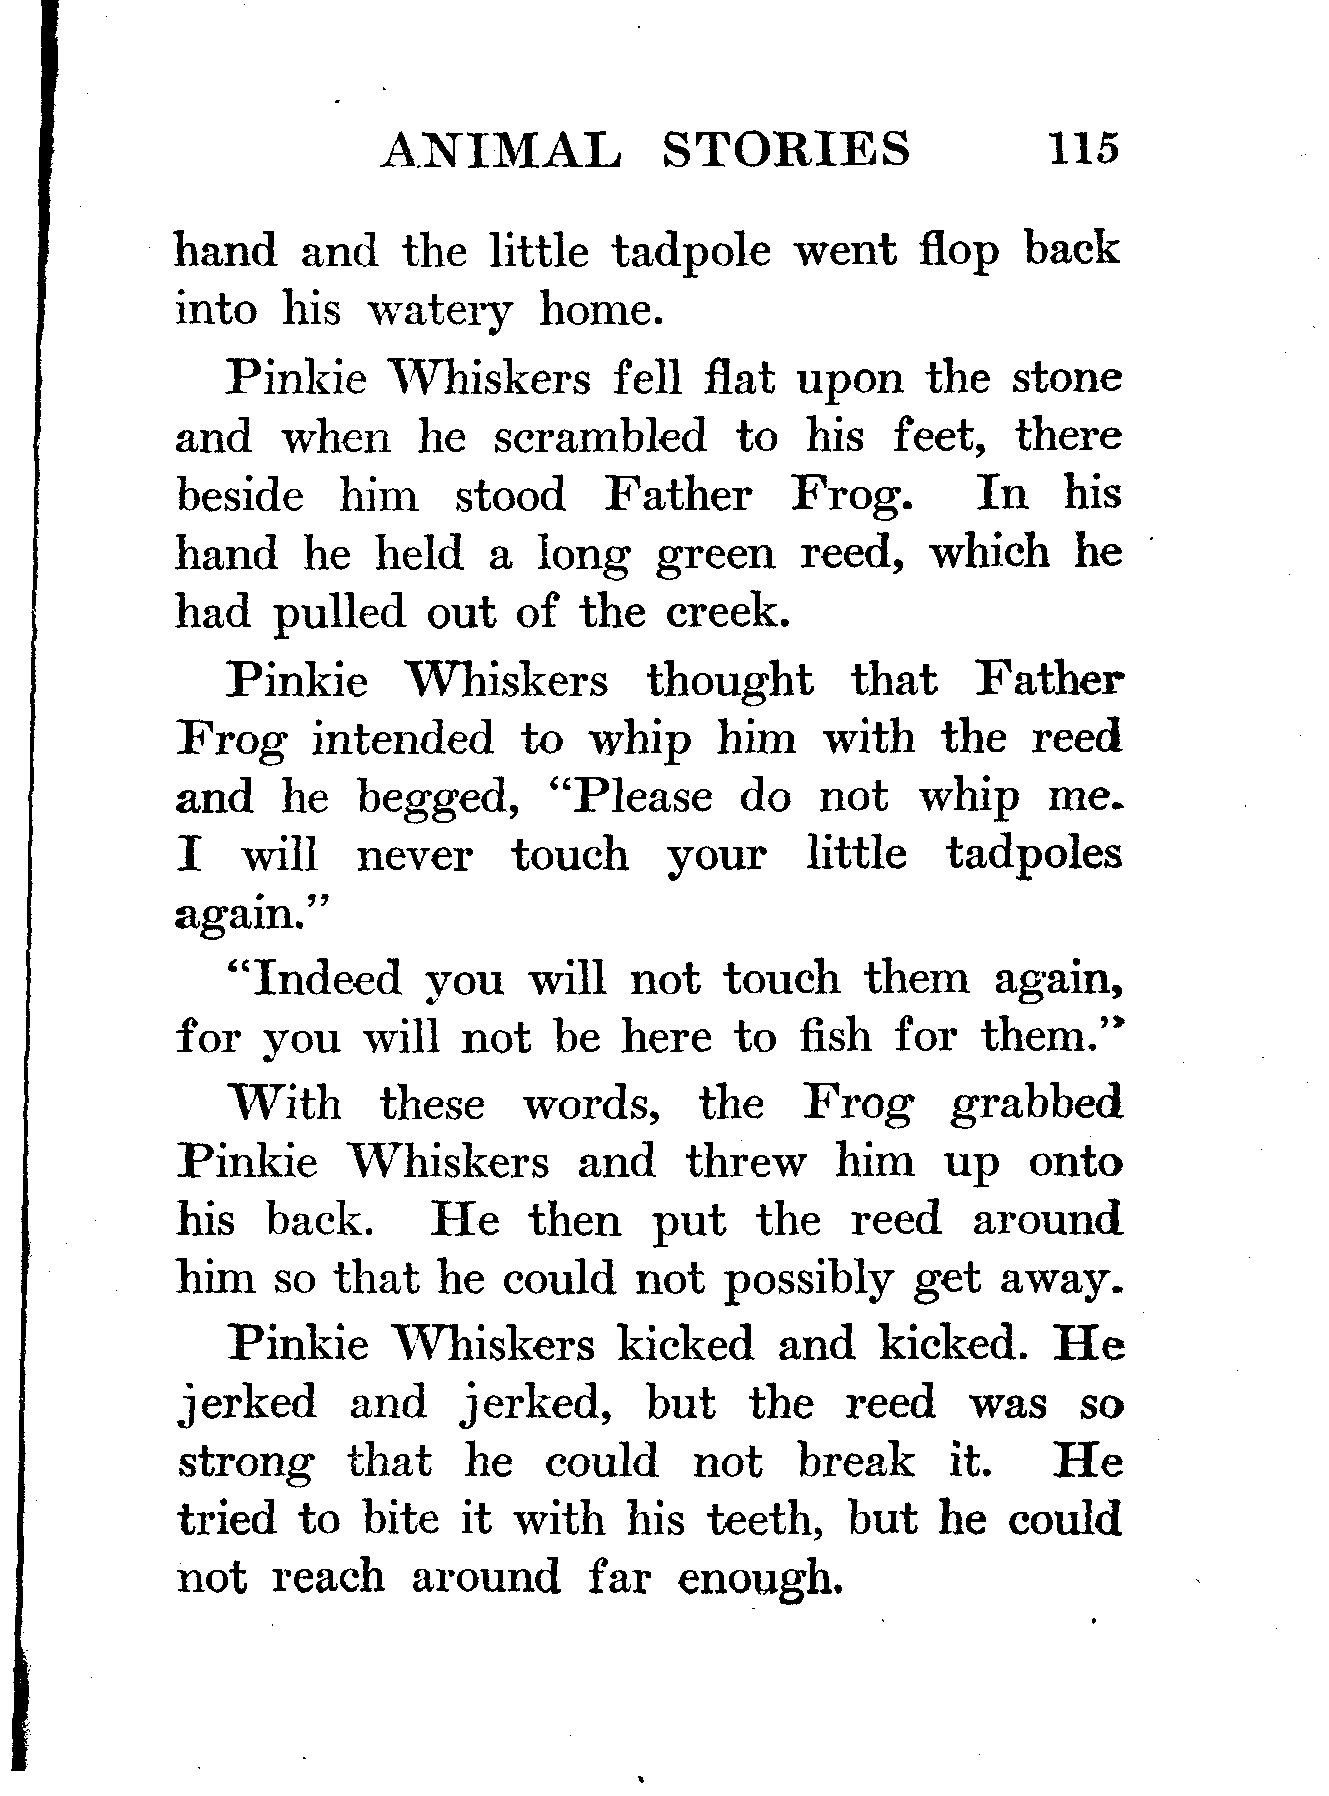 ANIMAL STORIES 115
hand and the little tadpole went flop back
into his watery home.
Pinkie Whiskers fell flat upon the stone
and when he scrambled to his feet, there
beside him stood Father Frog. In his
hand he held a long green reed, which he
had pulled out of the creek.
Pinkie Whiskers thought that Father
Frog intended to whip him with the reed
and he begged, “Please do not whip me.
I will never touch your little tadpoles
again.”
“Indeed you will not touch them again,
for you will not be here to fish for them.”
With these words, the Frog grabbed
Pinkie Whiskers and threw him up onto
his back. He then put the reed around
him so that he could not possibly get away.
Pinkie Whiskers kicked and kicked. He
jerked and jerked, but the reed was so
strong that he could not break it. He
tried to bite it with his teeth, but he could
not reach around far enough.